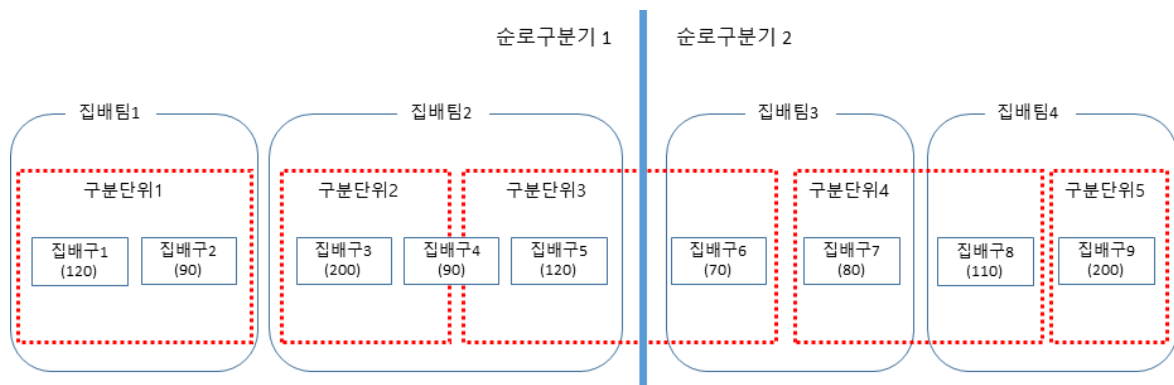 순로구분기 1
순로구분기 2
집배팀1
집배팀2
집배팀3
집배팀4
구분단위1
구분단위2
구분단위3
구분단위4
구분단위5
집배구1
(120)
집배구2
(90)
집배구3
(200)
집배구4
(90)
집배구5
(120)
집배구6
(70)
집배구7
(80)
집배구8
(110)
집배구9
(200)